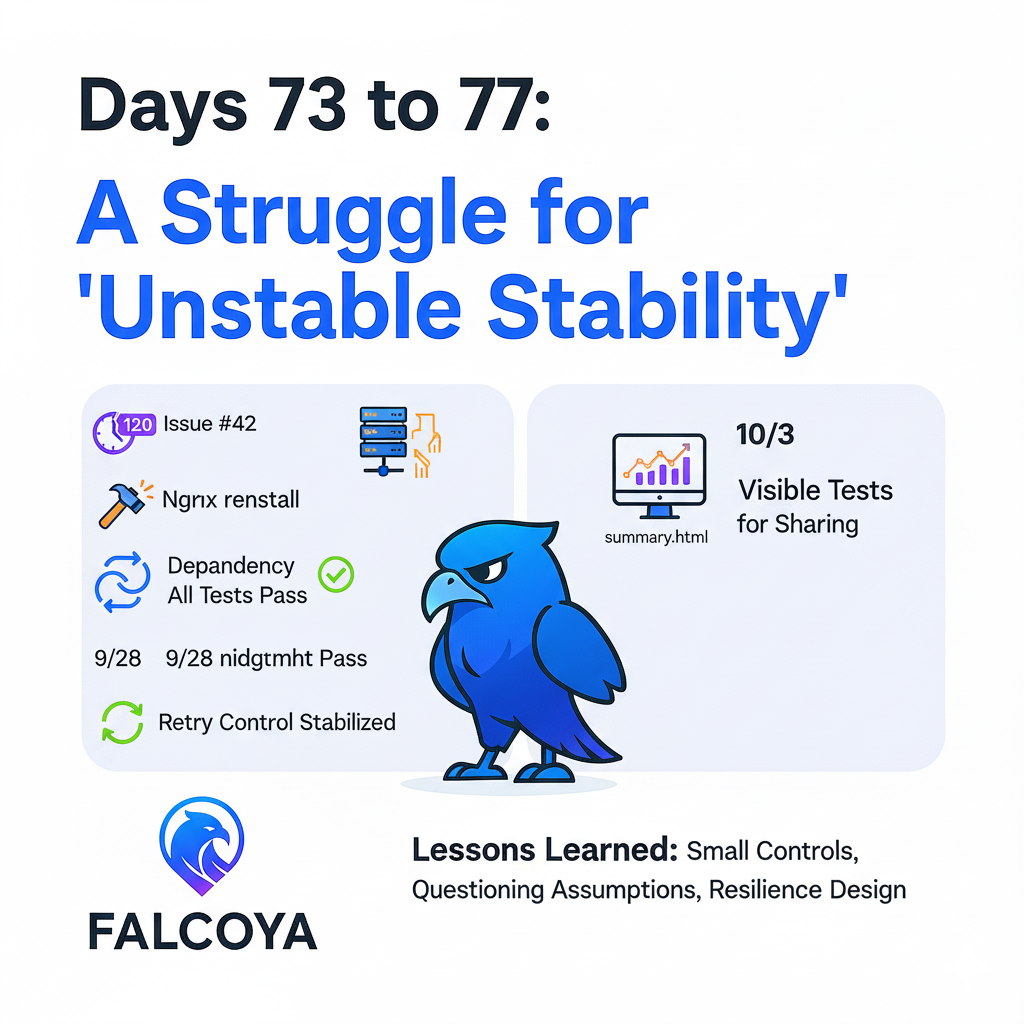 Days 73 to 77:
A Struggle for
'Unstable Stability'
120 Issue #42
Ngrıx renstall
Depandency
All Tests Pass
9/28 9/28 nidgtmht Pass
Retry Control Stabilized
10/3
Visible Tests
for Sharing
summary.html
Lessons Learned: Small Controls,
Questioning Assumptions, Resilience Design
FALCOYA